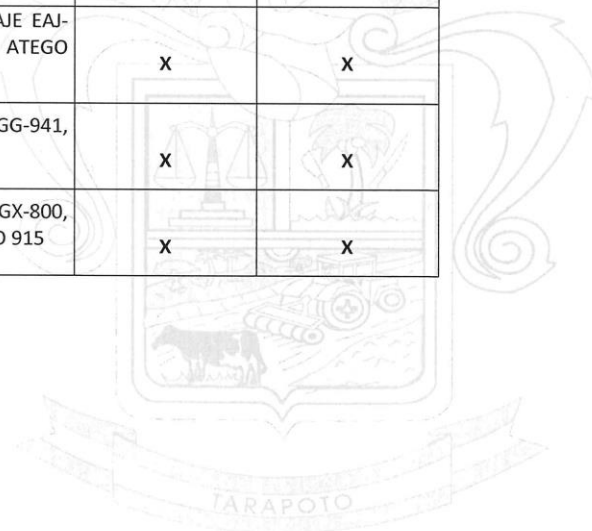 AJE EAJ-
ATEGO
X X
GG-941,
X X
GX-800,
O 915
X X
TARAPOTO